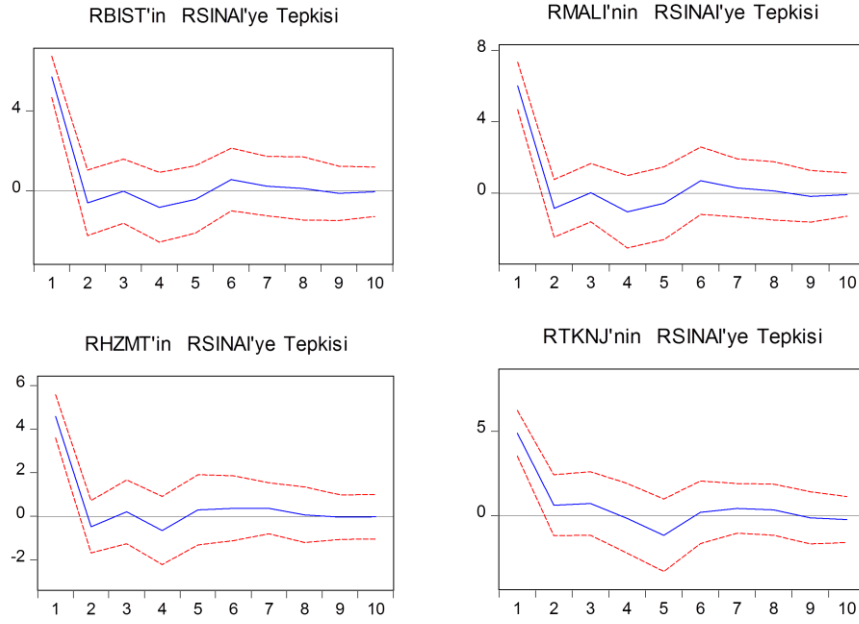 RBIST'in RSINAI'ye Tepkisi
4
0
1 2 3 4 5 6 7 8 9 10
RMALI'nin RSINAI'ye Tepkisi
8
4
0
1 2 3 4 5 6 7 8 9 10
RHZMT'in RSINAI'ye Tepkisi
6
4
2
0
-2
1 2 3 4 5 6 7 8 9 10
RTKNJ'nin RSINAI'ye Tepkisi
5
0
1 2 3 4 5 6 7 8 9 10